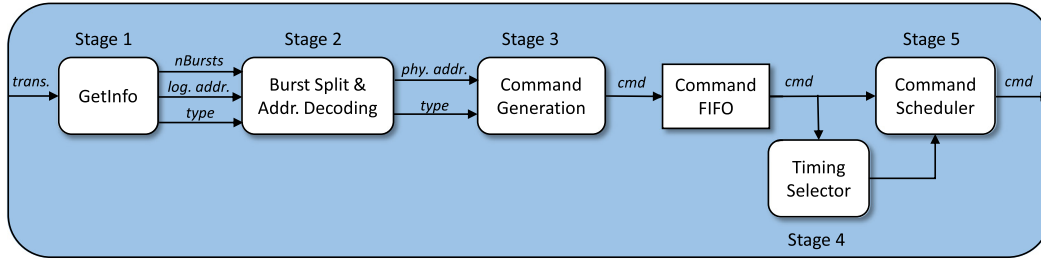 Stage 1
Stage 2
Stage 3
Stage 5
trans.
GetInfo
nBursts
log. addr.
type
Burst Split &
Addr. Decoding
phy. addr.
type
Command
Generation
cmd
Command
FIFO
cmd
Command
Scheduler
cmd
Timing
Selector
Stage 4